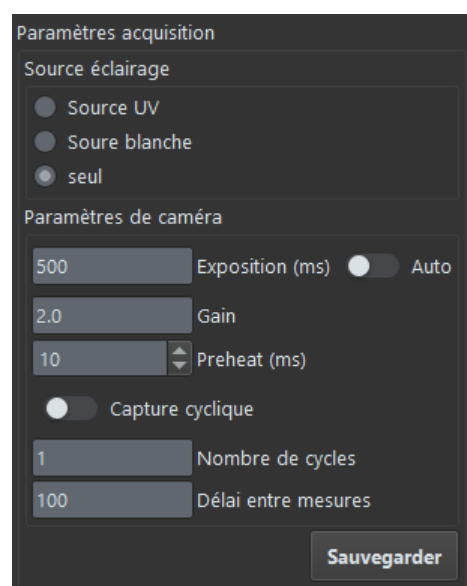 Paramètres acquisition
Source éclairage
Source UV
Soure blanche
seul
Paramètres de caméra
500 Exposition (ms) Auto
2.0 Gain
10 Preheat (ms)
Capture cyclique
1 Nombre de cycles
100 Délai entre mesures
Sauvegarder